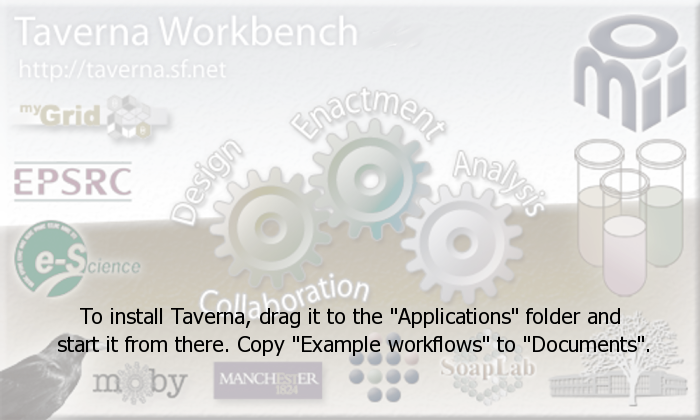 Taverna Workbench
http://taverna.sf.net
myGrid
omii
EPSRC
e-Science
Design
Enactment
Analysis
Collaboration
To install Taverna, drag it to the "Applications" folder and
start it from there. Copy "Example workflows" to "Documents".
moby
MANCHESTER
1824
SoapLab